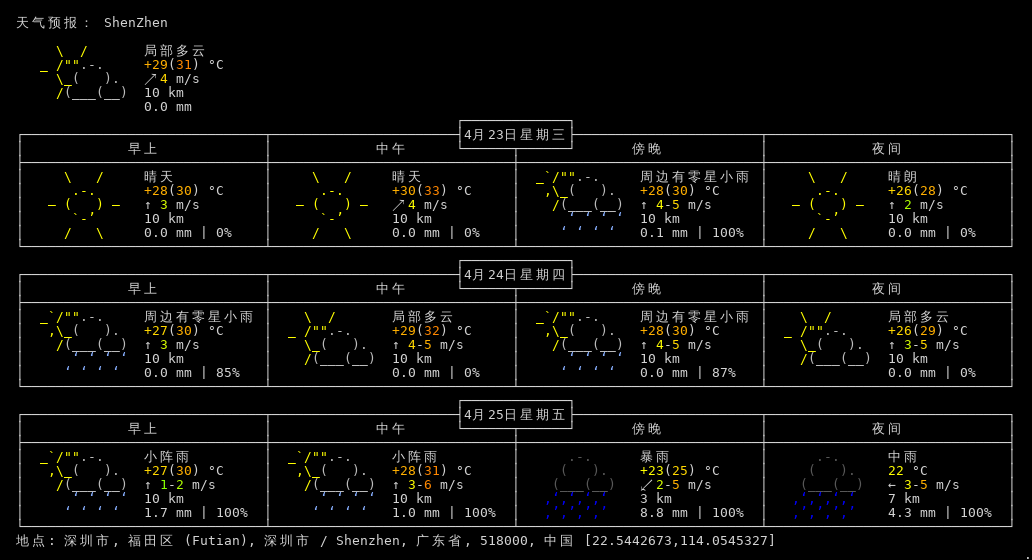 天气预报： ShenZhen
局部多云
+29(31) °C
↗ 4 m/s
10 km
0.0 mm
4月23日星期三
早上 中午 傍晚 夜间
晴天 晴天 周边有零星小雨 晴朗
+28(30) °C +30(33) °C +28(30) °C +26(28) °C
↑ 3 m/s ↗ 4 m/s ↑ 4-5 m/s ↑ 2 m/s
10 km 10 km 10 km 10 km
0.0 mm | 0% 0.0 mm | 0% 0.1 mm | 100% 0.0 mm | 0%
4月24日星期四
早上 中午 傍晚 夜间
周边有零星小雨 局部多云 周边有零星小雨 局部多云
+27(30) °C +29(32) °C +28(30) °C +26(29) °C
↑ 3 m/s ↑ 4-5 m/s ↑ 4-5 m/s ↑ 3-5 m/s
10 km 10 km 10 km 10 km
0.0 mm | 85% 0.0 mm | 0% 0.0 mm | 87% 0.0 mm | 0%
4月25日星期五
早上 中午 傍晚 夜间
小阵雨 小阵雨 暴雨 中雨
+27(30) °C +28(31) °C +23(25) °C 22 °C
↑ 1-2 m/s ↑ 3-6 m/s ↙ 2-5 m/s ← 3-5 m/s
10 km 10 km 3 km 7 km
1.7 mm | 100% 1.0 mm | 100% 8.8 mm | 100% 4.3 mm | 100%
地点: 深圳市, 福田区 (Futian), 深圳市 / Shenzhen, 广东省, 518000, 中国 [22.5442673,114.0545327]